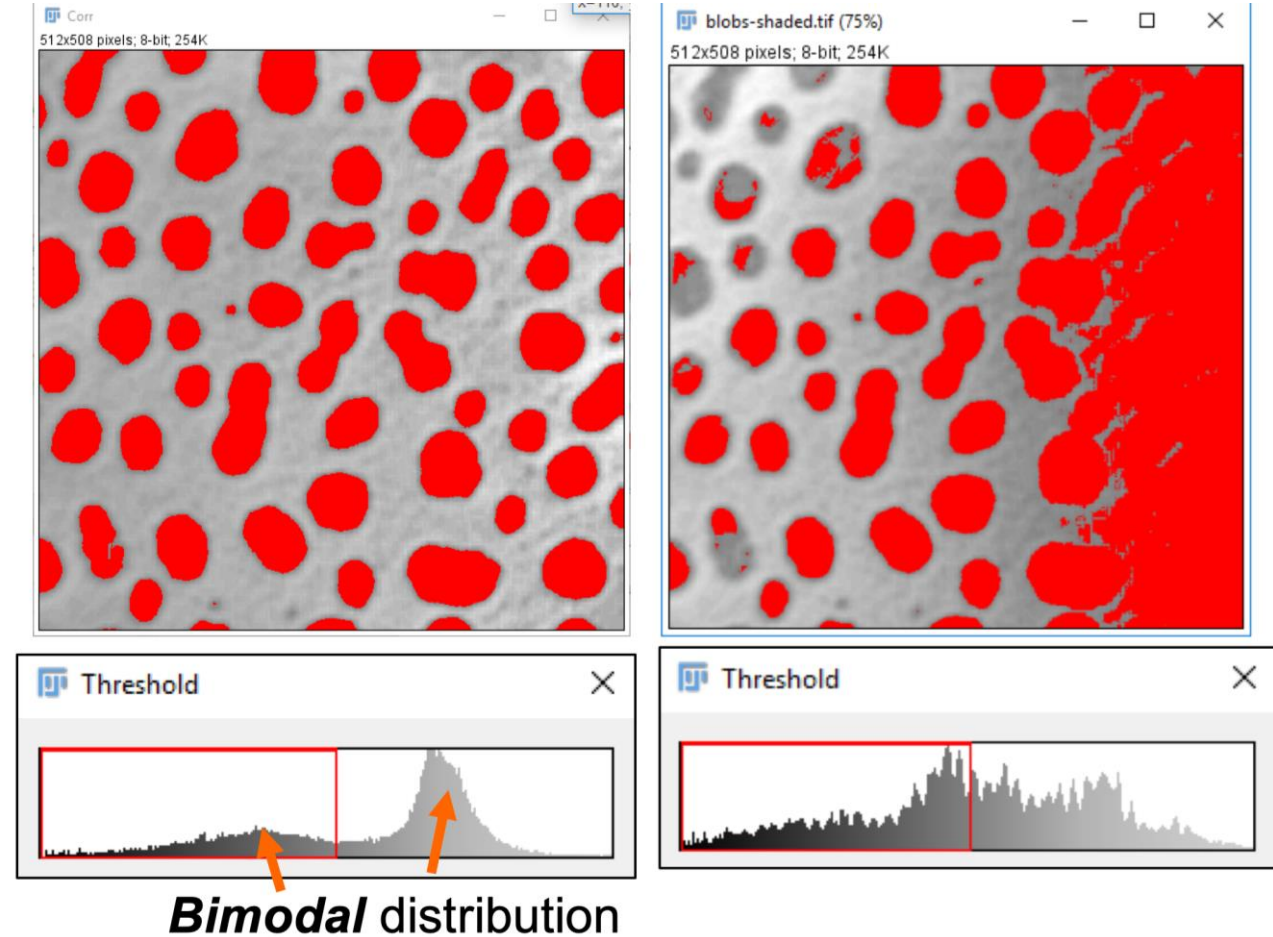 Corr
512x508 pixels; 8-bit; 254K
blobs-shaded.tif (75%)
512x508 pixels; 8-bit; 254K
Threshold
Threshold
Bimodal distribution